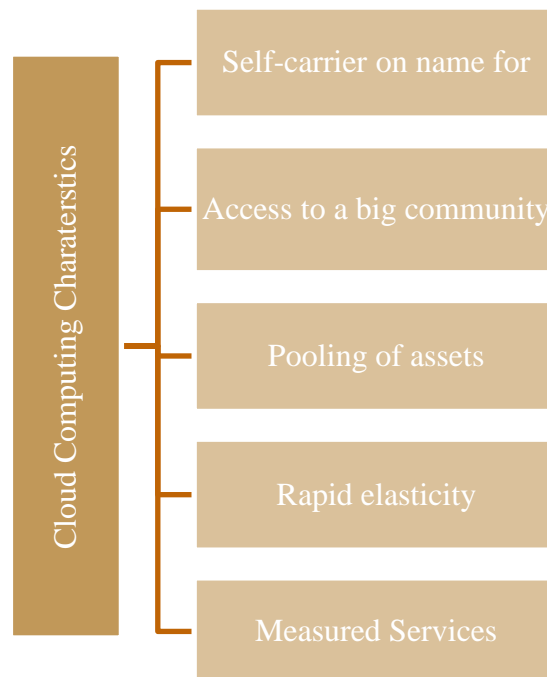 Cloud Computing Charaterstics
Self-carrier on name for
Access to a big community
Pooling of assets
Rapid elasticity
Measured Services